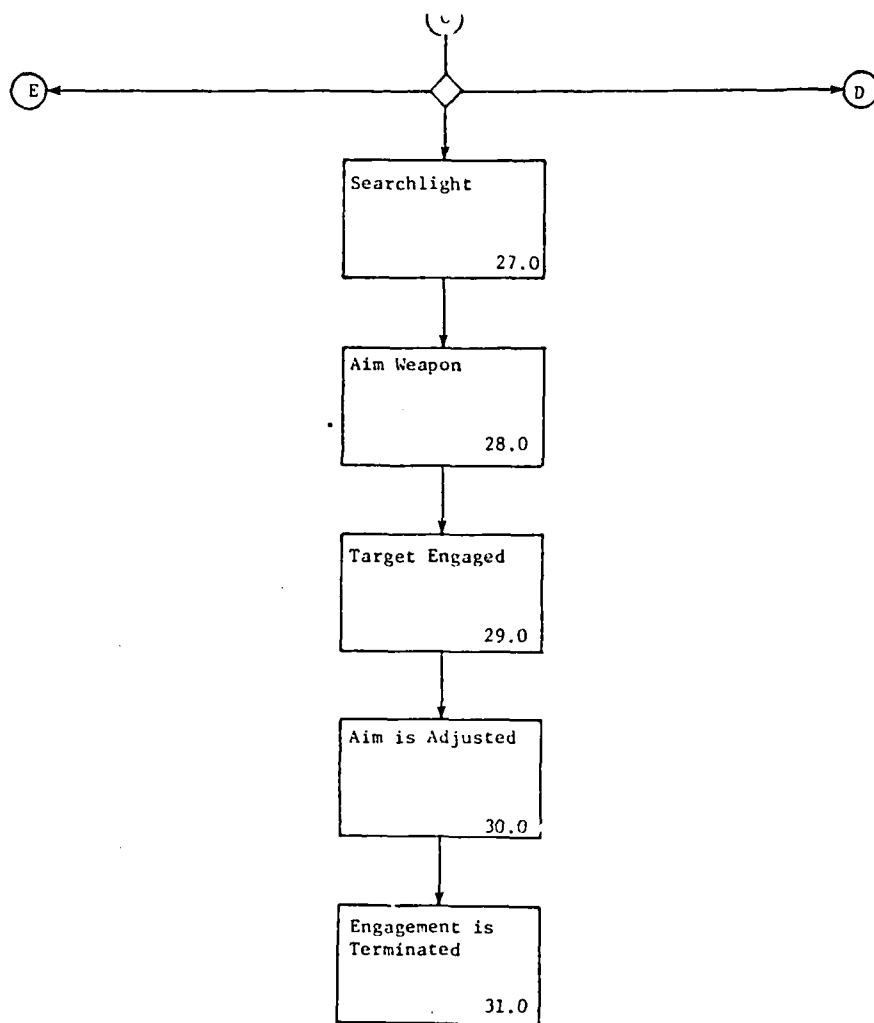 E
D
Searchlight
27.0
Aim Weapon
28.0
Target Engaged
29.0
Aim is Adjusted
30.0
Engagement is
Terminated
31.0